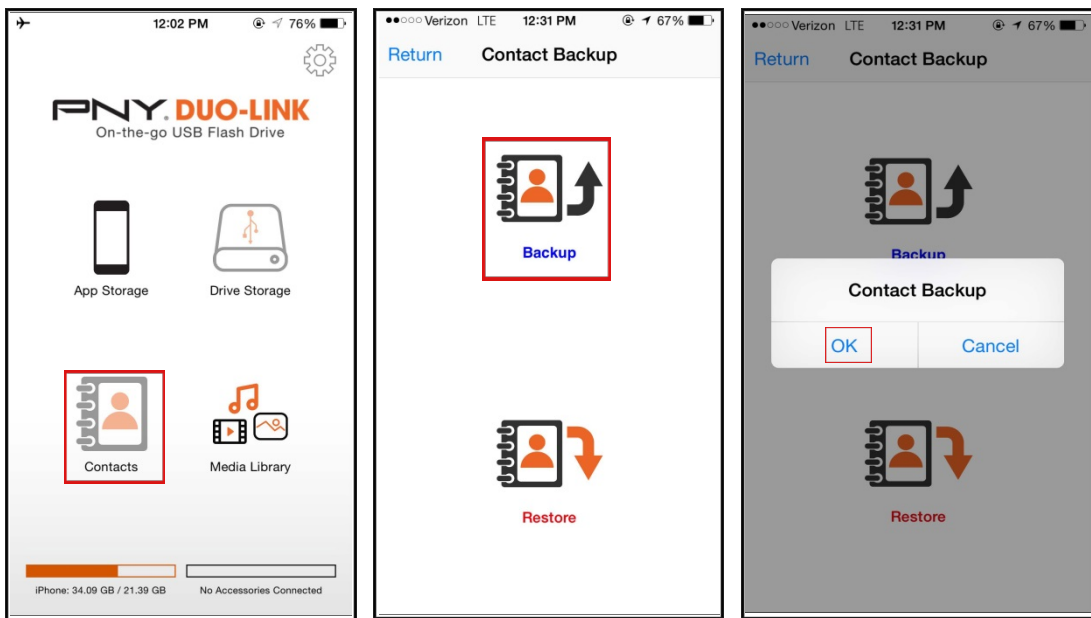 12:02 PM
76%
PNY. DUO-LINK
On-the-go USB Flash Drive
App Storage
Drive Storage
Contacts
Media Library
iPhone: 34.09 GB / 21.39 GB
No Accessories Connected
Verizon LTE 12:31 PM 67%
Return Contact Backup
Backup
Restore
Verizon LTE 12:31 PM 67%
Return Contact Backup
Backup
Contact Backup
OK Cancel
Restore